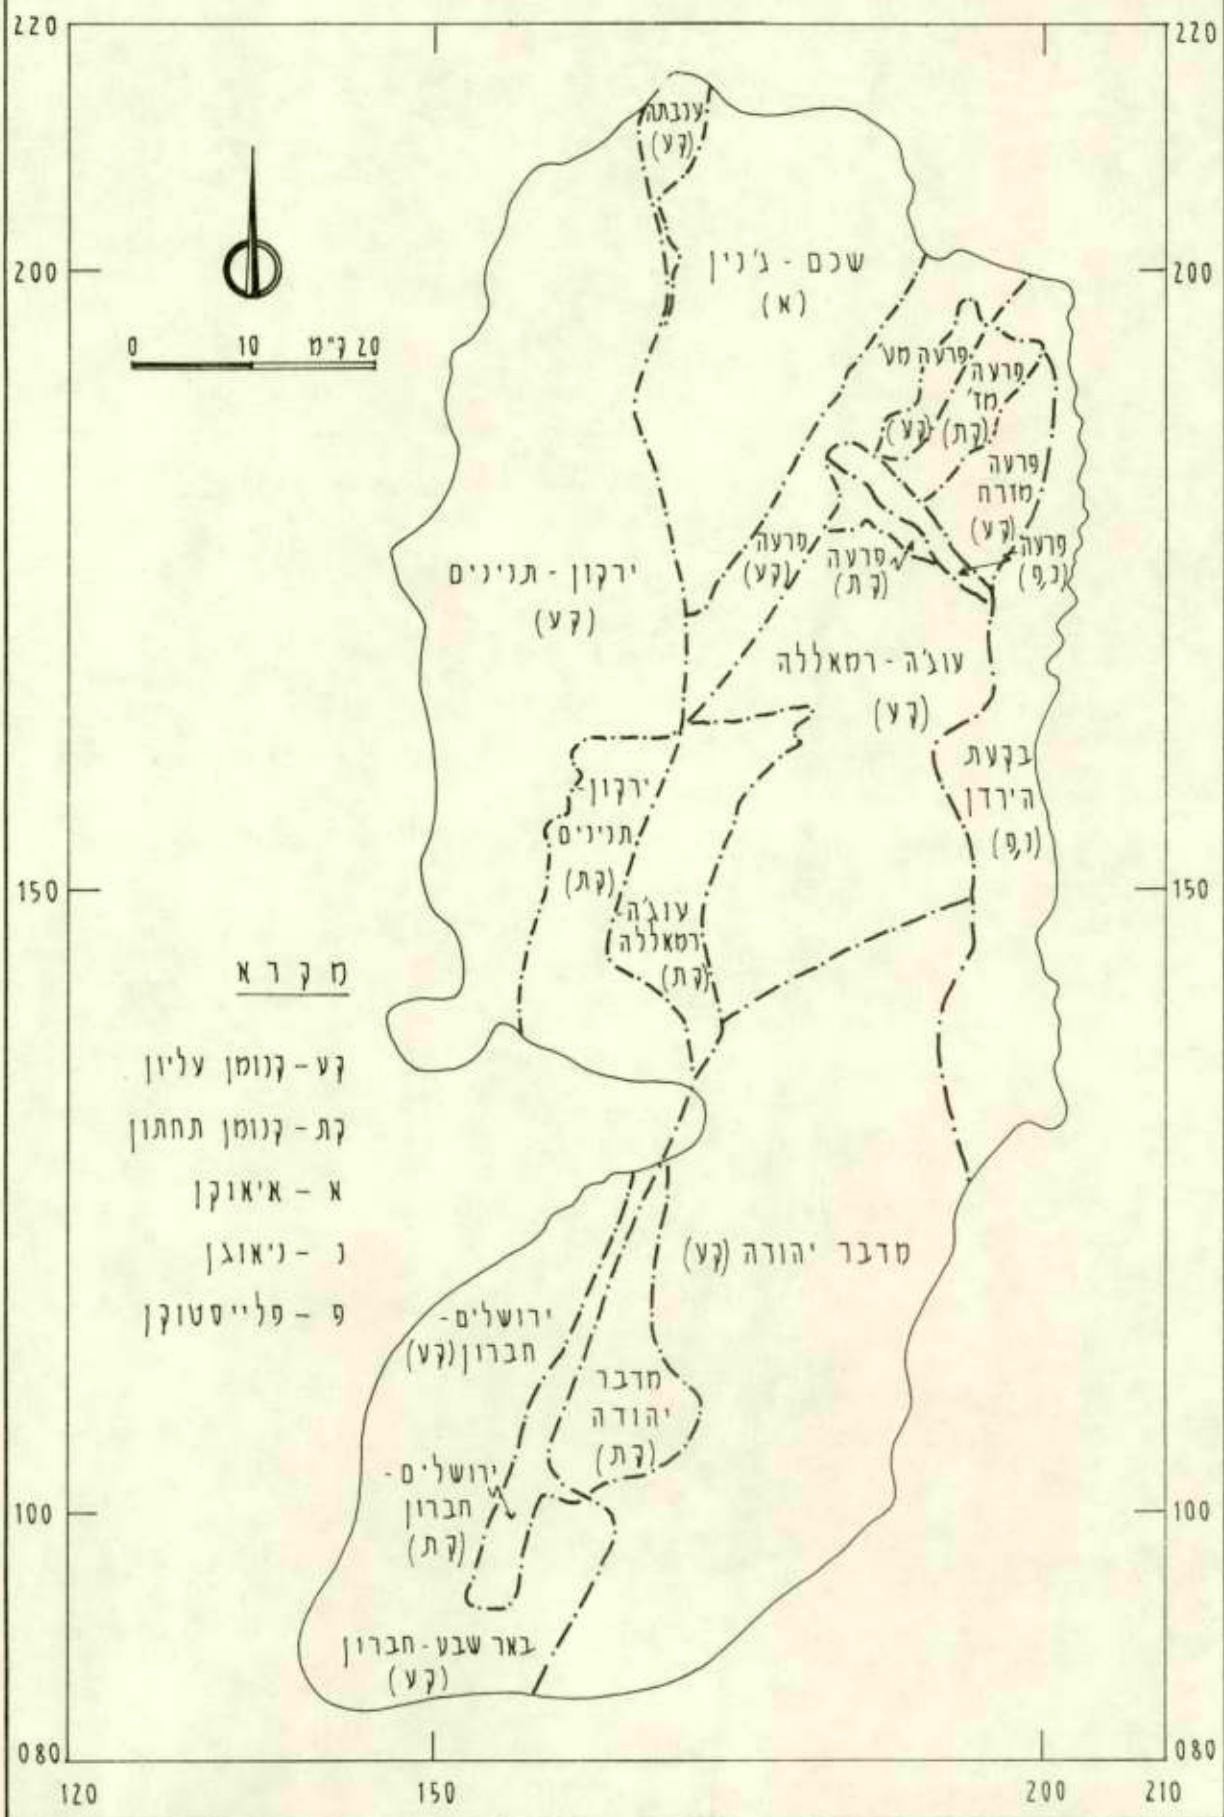 220
220
ענבתה
(קע)
200
200
שכם - ג'נין
(א)
0 10 20 ק"מ
פרעה מע'
(קע)
פרעה
מז'
(קת)
פרעה
מזרח
(קע)
פרעה
(נ,פ)
פרעה
(קע)
פרעה
(קת)
ירקון - תנינים
(קע)
עוג'ה - רמאללה
(קע)
בקעת
הירדן
(נ,פ)
ירקון-
תנינים
(קת)
150
150
עוג'ה-
רמאללה
(קת)
מקרא
קע - קנומן עליון
קת - קנומן תחתון
א - איאוקן
נ - ניאוגן
פ - פלייסטוקן
מדבר יהודה (קע)
ירושלים -
חברון (קע)
מדבר
יהודה
(קת)
ירושלים -
חברון
(קת)
100
100
באר שבע - חברון
(קע)
080
080
120 150 200 210